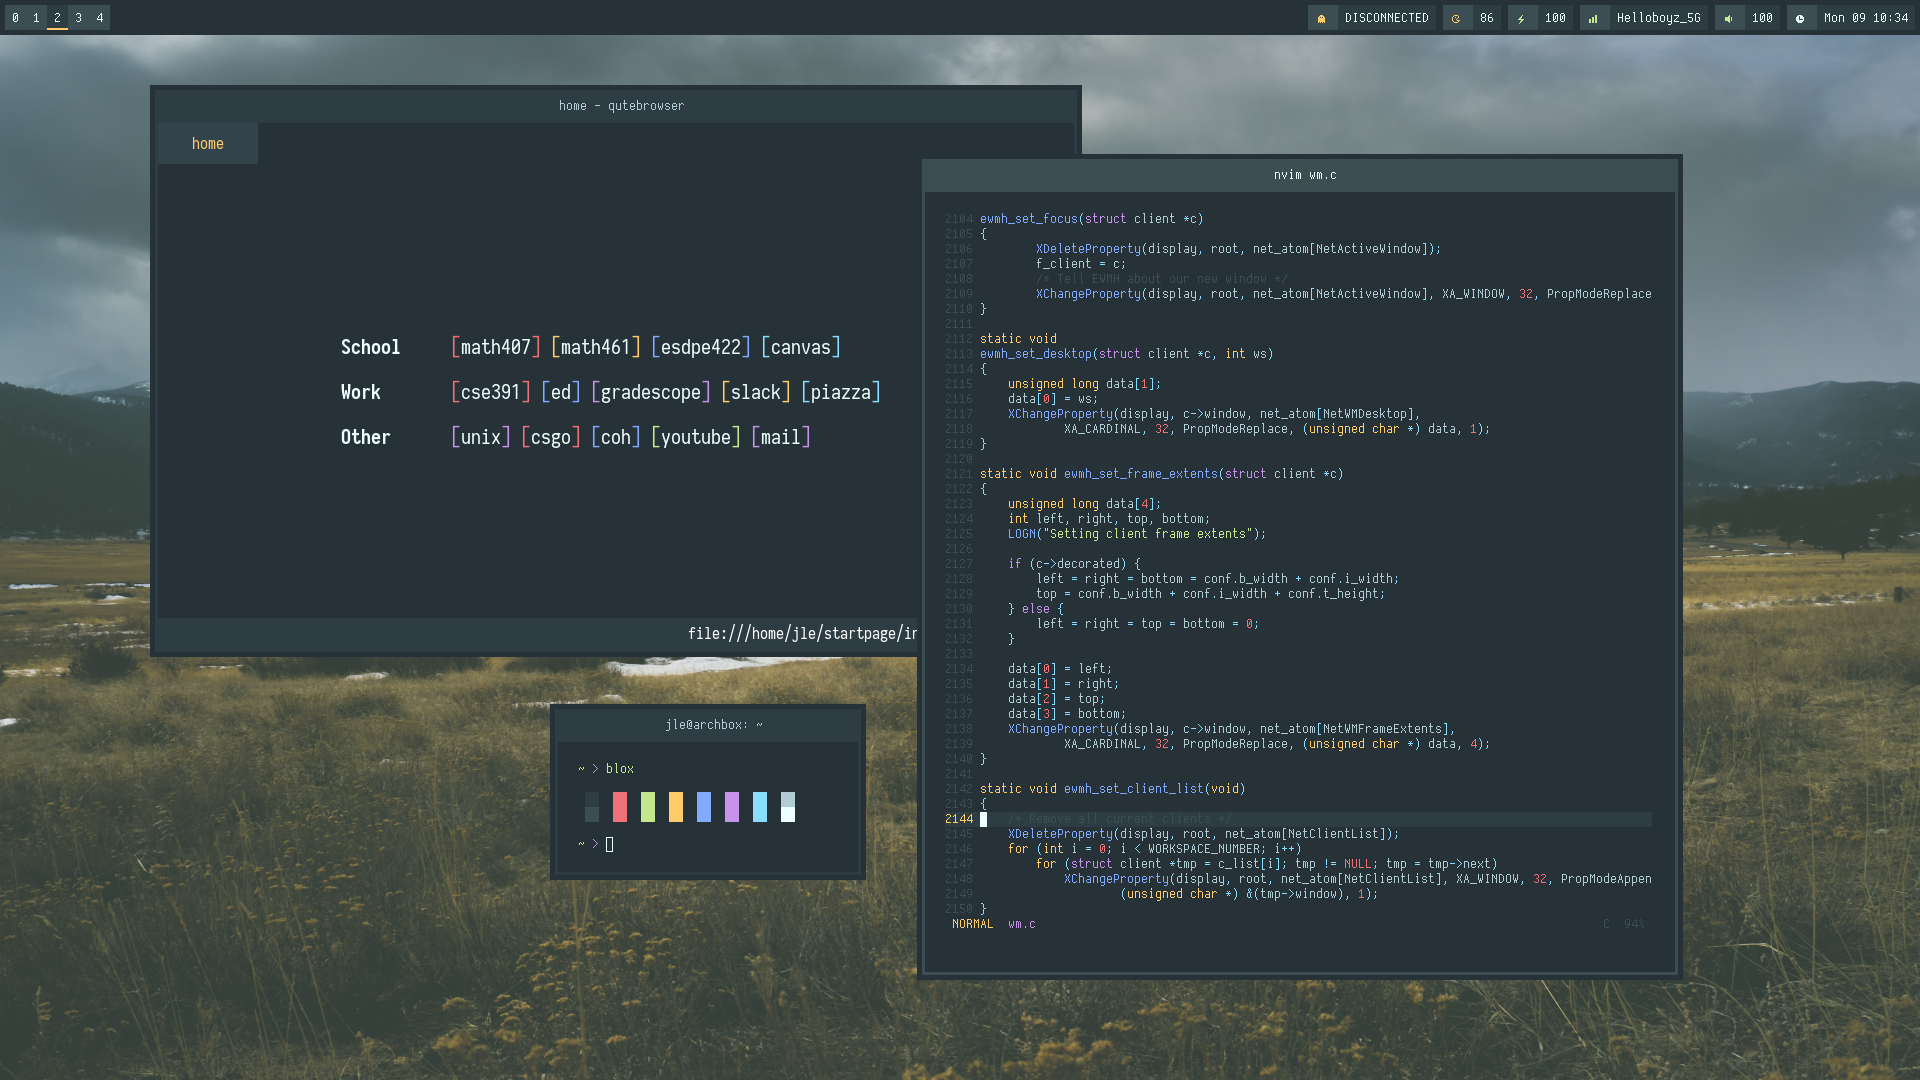 0 1 2 3 4
DISCONNECTED 86 100 Helloboyz_5G 100 Mon 09 10:34
home - qutebrowser
home
School [math407] [math461] [esdpe422] [canvas]
Work [cse391] [ed] [gradescope] [slack] [piazza]
Other [unix] [csgo] [coh] [youtube] [mail]
file:///home/jle/startpage/in
jle@archbox: ~
~ > blox
~ >
nvim wm.c
2104 ewmh_set_focus(struct client *c)
2105 {
2106         XDeleteProperty(display, root, net_atom[NetActiveWindow]);
2107         f_client = c;
2108         /* Tell EWMH about our new window */
2109         XChangeProperty(display, root, net_atom[NetActiveWindow], XA_WINDOW, 32, PropModeReplace
2110 }
2111
2112 static void
2113 ewmh_set_desktop(struct client *c, int ws)
2114 {
2115     unsigned long data[1];
2116     data[0] = ws;
2117     XChangeProperty(display, c->window, net_atom[NetWMDesktop],
2118             XA_CARDINAL, 32, PropModeReplace, (unsigned char *) data, 1);
2119 }
2120
2121 static void ewmh_set_frame_extents(struct client *c)
2122 {
2123     unsigned long data[4];
2124     int left, right, top, bottom;
2125     LOGN("Setting client frame extents");
2126
2127     if (c->decorated) {
2128         left = right = bottom = conf.b_width + conf.i_width;
2129         top = conf.b_width + conf.i_width + conf.t_height;
2130     } else {
2131         left = right = top = bottom = 0;
2132     }
2133
2134     data[0] = left;
2135     data[1] = right;
2136     data[2] = top;
2137     data[3] = bottom;
2138     XChangeProperty(display, c->window, net_atom[NetWMFrameExtents],
2139             XA_CARDINAL, 32, PropModeReplace, (unsigned char *) data, 4);
2140 }
2141
2142 static void ewmh_set_client_list(void)
2143 {
2144     /* Remove all current clients */
2145     XDeleteProperty(display, root, net_atom[NetClientList]);
2146     for (int i = 0; i < WORKSPACE_NUMBER; i++)
2147         for (struct client *tmp = c_list[i]; tmp != NULL; tmp = tmp->next)
2148             XChangeProperty(display, root, net_atom[NetClientList], XA_WINDOW, 32, PropModeAppen
2149                     (unsigned char *) &(tmp->window), 1);
2150 }
NORMAL wm.c C 94%